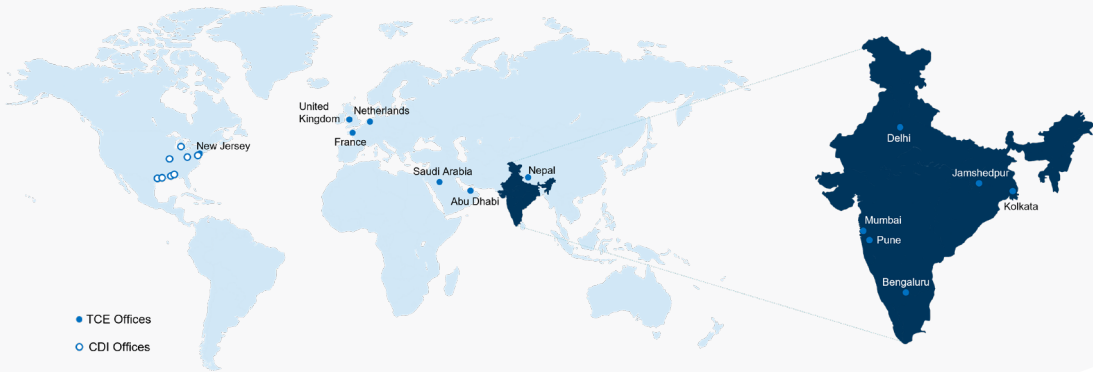 United
Kingdom
Netherlands
France
New Jersey
Saudi Arabia
Abu Dhabi
Nepal
Delhi
Jamshedpur
Kolkata
Mumbai
Pune
Bengaluru
TCE Offices
CDI Offices